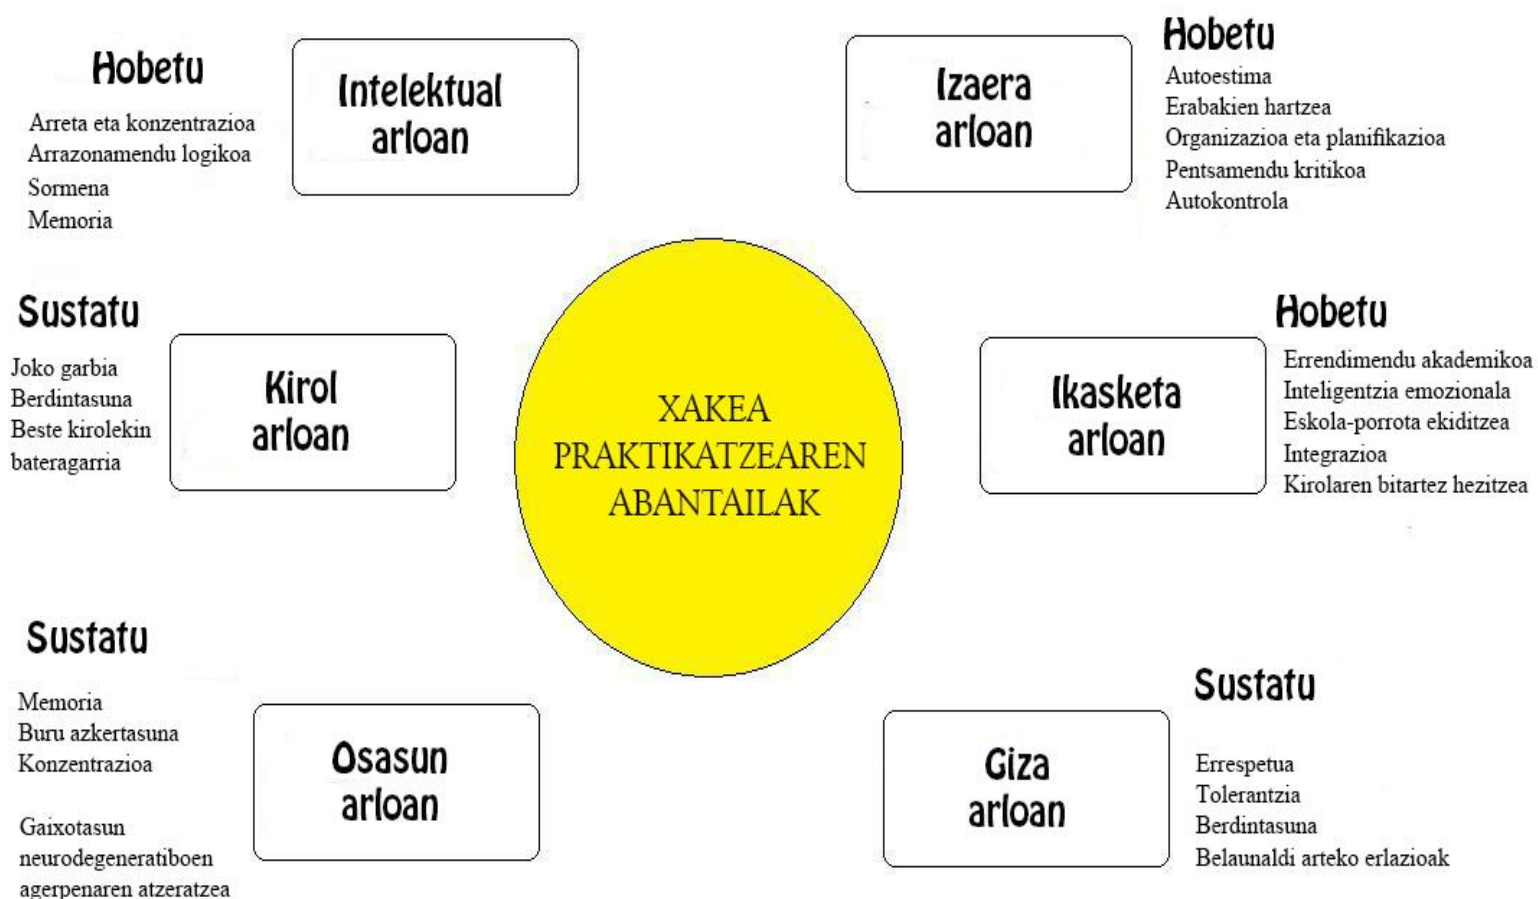 Hobetu
Arreta eta konzentrazioa
Arrazonamendu logikoa
Sormena
Memoria
Intelektual
arloan
Izaera
arloan
Hobetu
Autoestima
Erabakien hartzea
Organizazioa eta planifikazioa
Pentsamendu kritikoa
Autokontrola
Sustatu
Joko garbia
Berdintasuna
Beste kirolekin
bateragarria
Kirol
arloan
XAKEA
PRAKTIKATZEAREN
ABANTAILAK
Ikasketa
arloan
Hobetu
Errendimendu akademikoa
Inteligentzia emozionala
Eskola-porrota ekiditzea
Integrazioa
Kirolaren bitartez hezitzea
Sustatu
Memoria
Buru azkertasuna
Konzentrazioa
Gaixotasun
neurodegeneratiboen
agerpenaren atzeratzea
Osasun
arloan
Giza
arloan
Sustatu
Errespetua
Tolerantzia
Berdintasuna
Belaunaldi arteko erlazioak